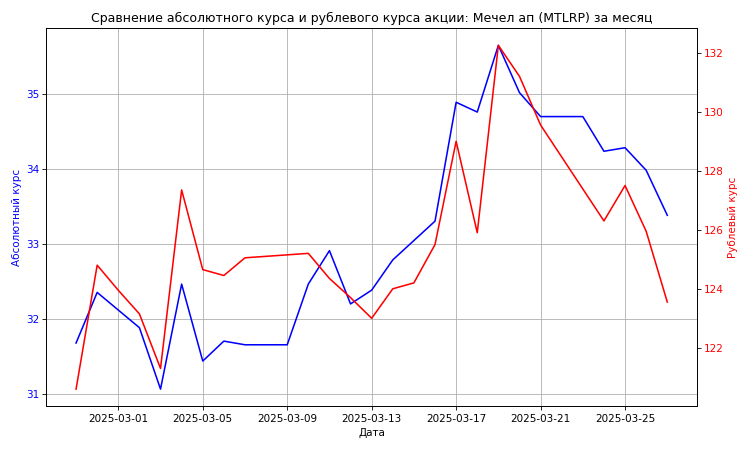 Сравнение абсолютного курса и рублевого курса акции: Мечел ап (MTLRP) за месяц
Абсолютный курс
35
34
33
32
31
132
130
128
126
124
122
Рублевый курс
2025-03-01 2025-03-05 2025-03-09 2025-03-13 2025-03-17 2025-03-21 2025-03-25
Дата